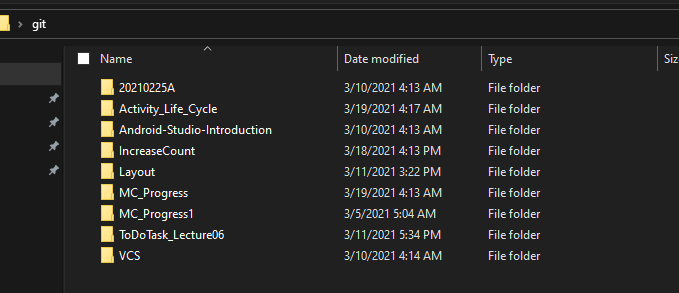 git
Name Date modified Type Siz
20210225A 3/10/2021 4:13 AM File folder
Activity_Life_Cycle 3/19/2021 4:17 AM File folder
Android-Studio-Introduction 3/10/2021 4:13 AM File folder
IncreaseCount 3/18/2021 4:13 PM File folder
Layout 3/11/2021 3:22 PM File folder
MC_Progress 3/19/2021 4:13 AM File folder
MC_Progress1 3/5/2021 5:04 AM File folder
ToDoTask_Lecture06 3/11/2021 5:34 PM File folder
VCS 3/10/2021 4:14 AM File folder